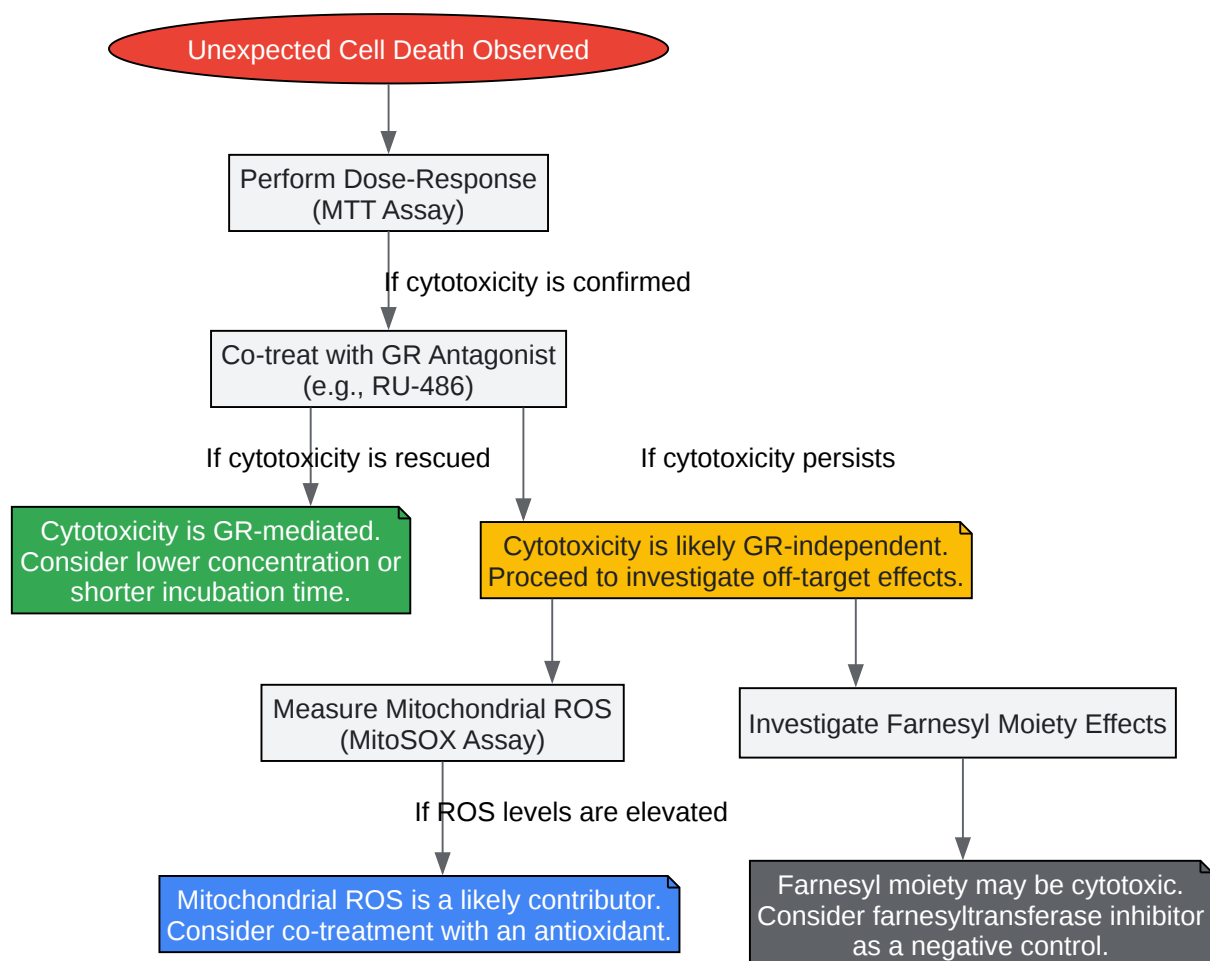 Unexpected Cell Death Observed
Perform Dose-Response
(MTT Assay)
If cytotoxicity is confirmed
Co-treat with GR Antagonist
(e.g., RU-486)
If cytotoxicity is rescued
If cytotoxicity persists
Cytotoxicity is GR-mediated.
Consider lower concentration or
shorter incubation time.
Cytotoxicity is likely GR-independent.
Proceed to investigate off-target effects.
Measure Mitochondrial ROS
(MitoSOX Assay)
Investigate Farnesyl Moiety Effects
If ROS levels are elevated
Mitochondrial ROS is a likely contributor.
Consider co-treatment with an antioxidant.
Farnesyl moiety may be cytotoxic.
Consider farnesyltransferase inhibitor
as a negative control.